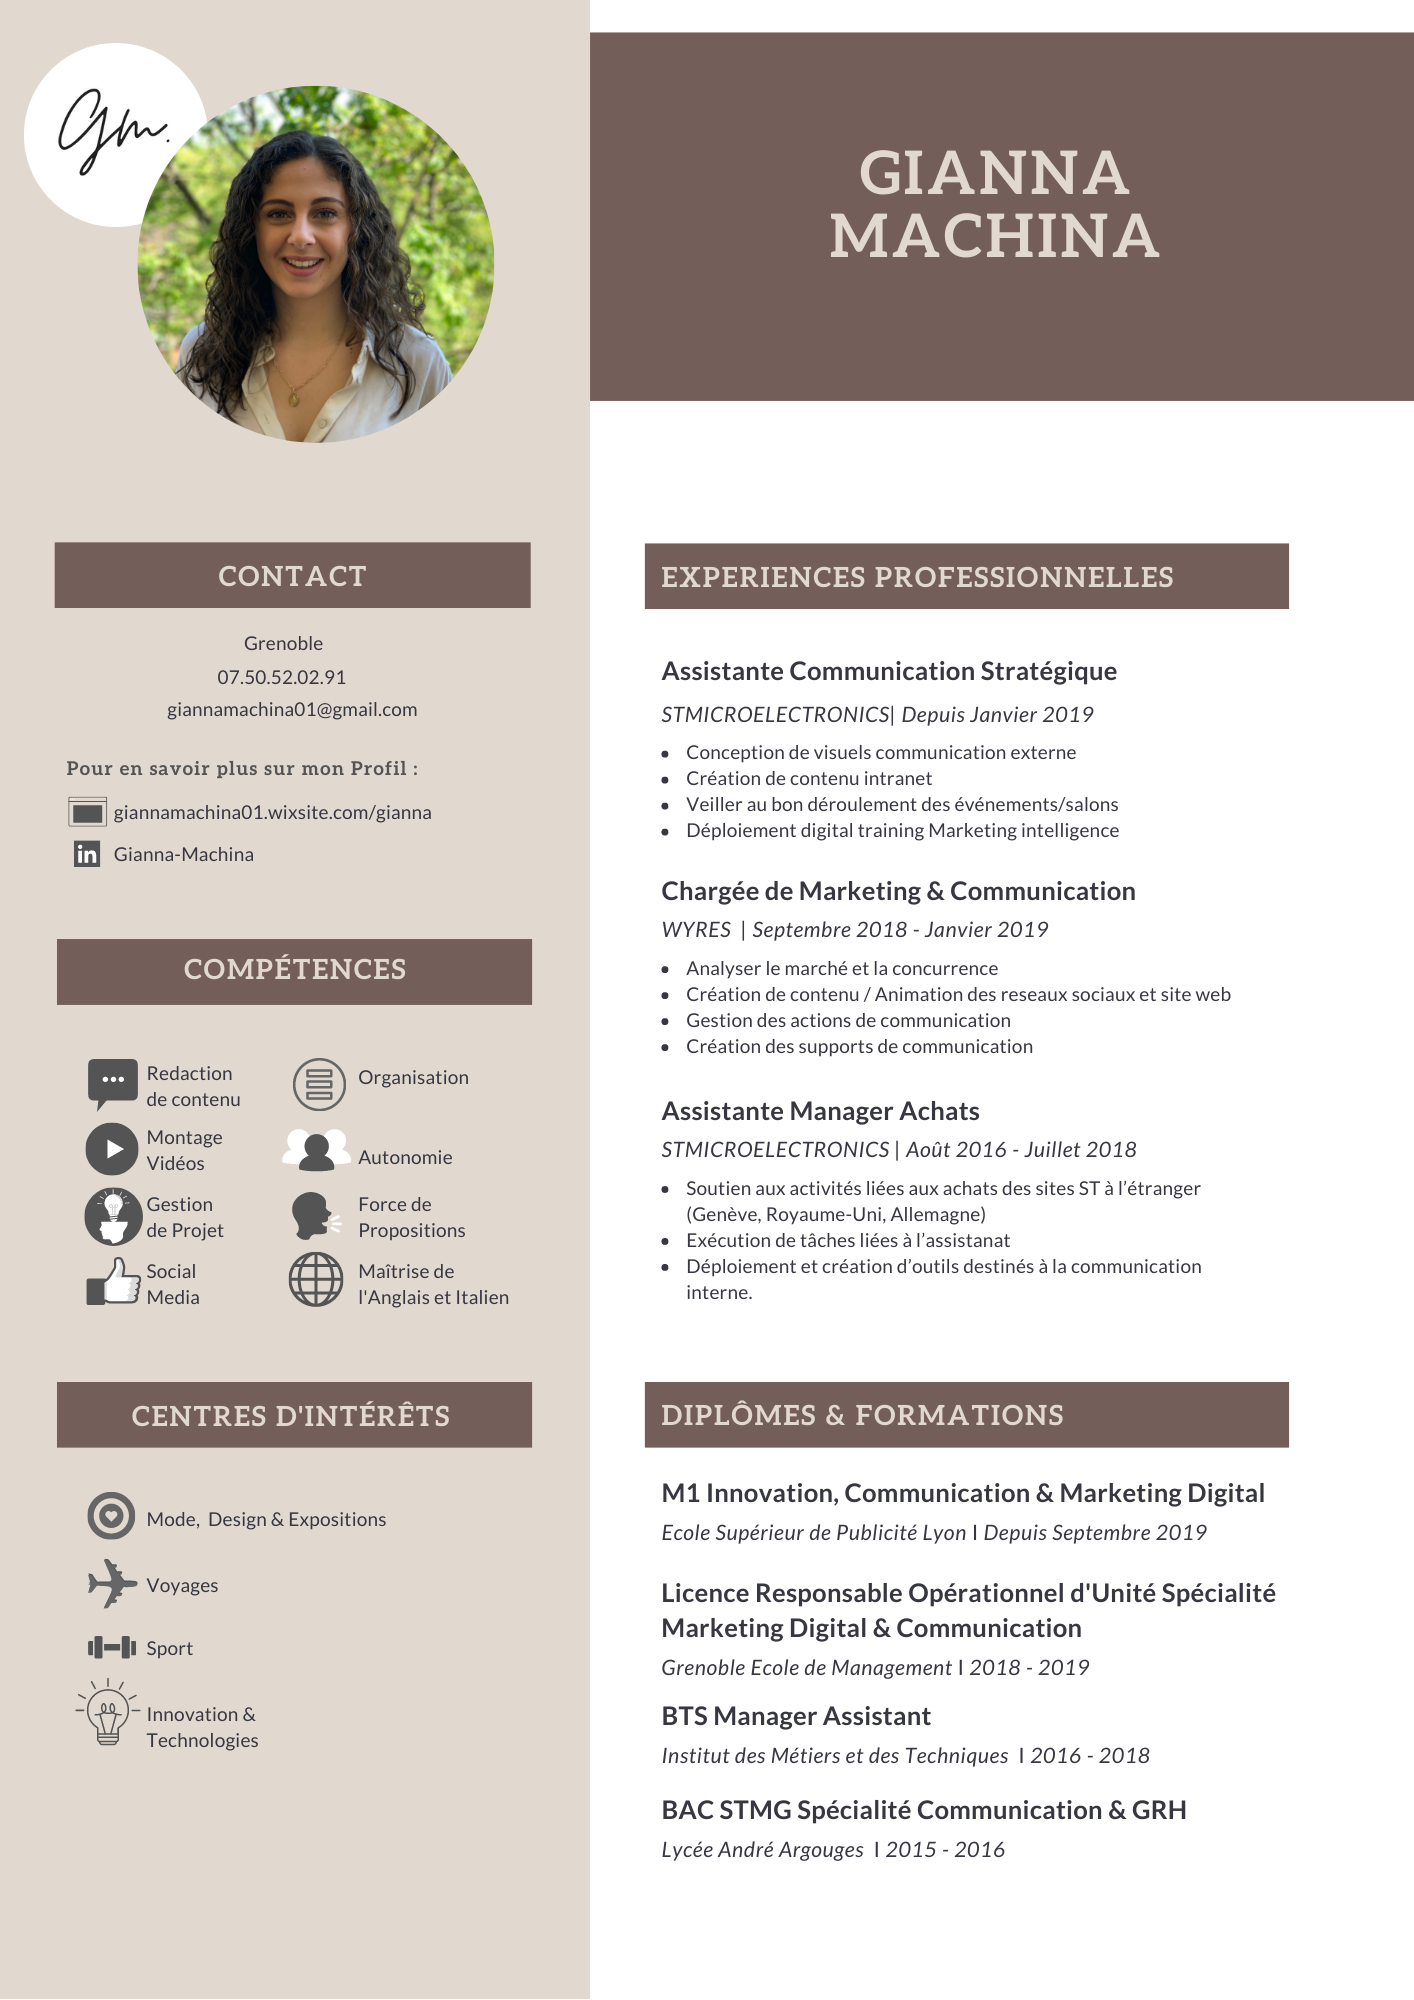 Gm.
GIANNA
MACHINA
CONTACT
Grenoble
07.50.52.02.91
giannamachina01@gmail.com
Pour en savoir plus sur mon Profil :
giannamachina01.wixsite.com/gianna
in Gianna-Machina
COMPÉTENCES
Redaction
de contenu
Montage
Vidéos
Gestion
de Projet
Social
Media
Organisation
Autonomie
Force de
Propositions
Maîtrise de
l'Anglais et Italien
CENTRES D'INTÉRÊTS
Mode,  Design & Expositions
Voyages
Sport
Innovation &
Technologies
EXPERIENCES PROFESSIONNELLES
Assistante Communication Stratégique
STMICROELECTRONICS| Depuis Janvier 2019
• Conception de visuels communication externe
• Création de contenu intranet
• Veiller au bon déroulement des événements/salons
• Déploiement digital training Marketing intelligence
Chargée de Marketing & Communication
WYRES  | Septembre 2018 - Janvier 2019
• Analyser le marché et la concurrence
• Création de contenu / Animation des reseaux sociaux et site web
• Gestion des actions de communication
• Création des supports de communication
Assistante Manager Achats
STMICROELECTRONICS | Août 2016 - Juillet 2018
• Soutien aux activités liées aux achats des sites ST à l’étranger
(Genève, Royaume-Uni, Allemagne)
• Exécution de tâches liées à l’assistanat
• Déploiement et création d’outils destinés à la communication
interne.
DIPLÔMES & FORMATIONS
M1 Innovation, Communication & Marketing Digital
Ecole Supérieur de Publicité Lyon I Depuis Septembre 2019
Licence Responsable Opérationnel d'Unité Spécialité
Marketing Digital & Communication
Grenoble Ecole de Management I 2018 - 2019
BTS Manager Assistant
Institut des Métiers et des Techniques  I 2016 - 2018
BAC STMG Spécialité Communication & GRH
Lycée André Argouges  I 2015 - 2016